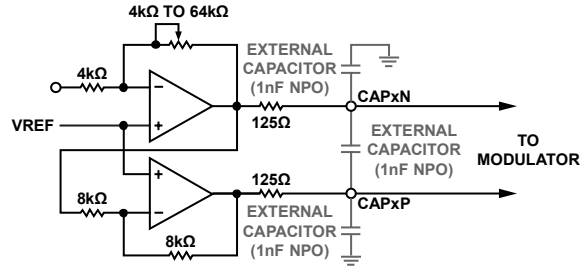 4kΩ TO 64kΩ
4kΩ
EXTERNAL
CAPACITOR
(1nF NPO)
CAPxN
VREF
125Ω
EXTERNAL
CAPACITOR
(1nF NPO)
TO
MODULATOR
125Ω
CAPxP
8kΩ
8kΩ
EXTERNAL
CAPACITOR
(1nF NPO)